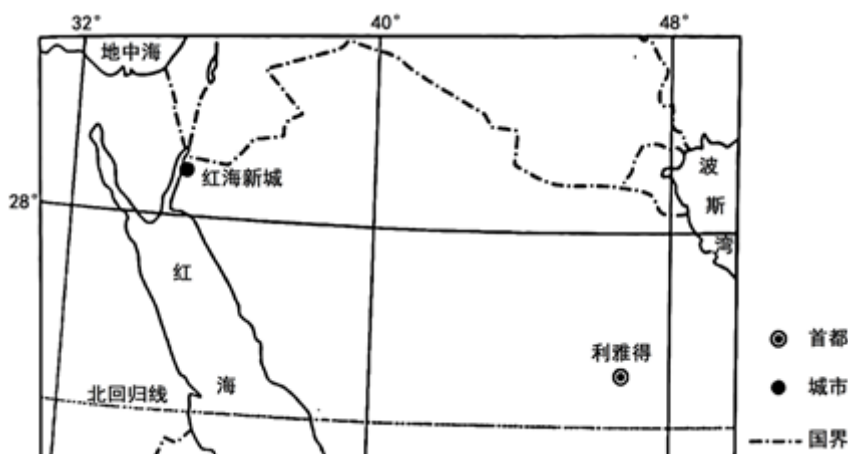 32°
40°
48°
地中海
红海新城
28°
波
斯
湾
红
海
利雅得
北回归线
首都
城市
国界